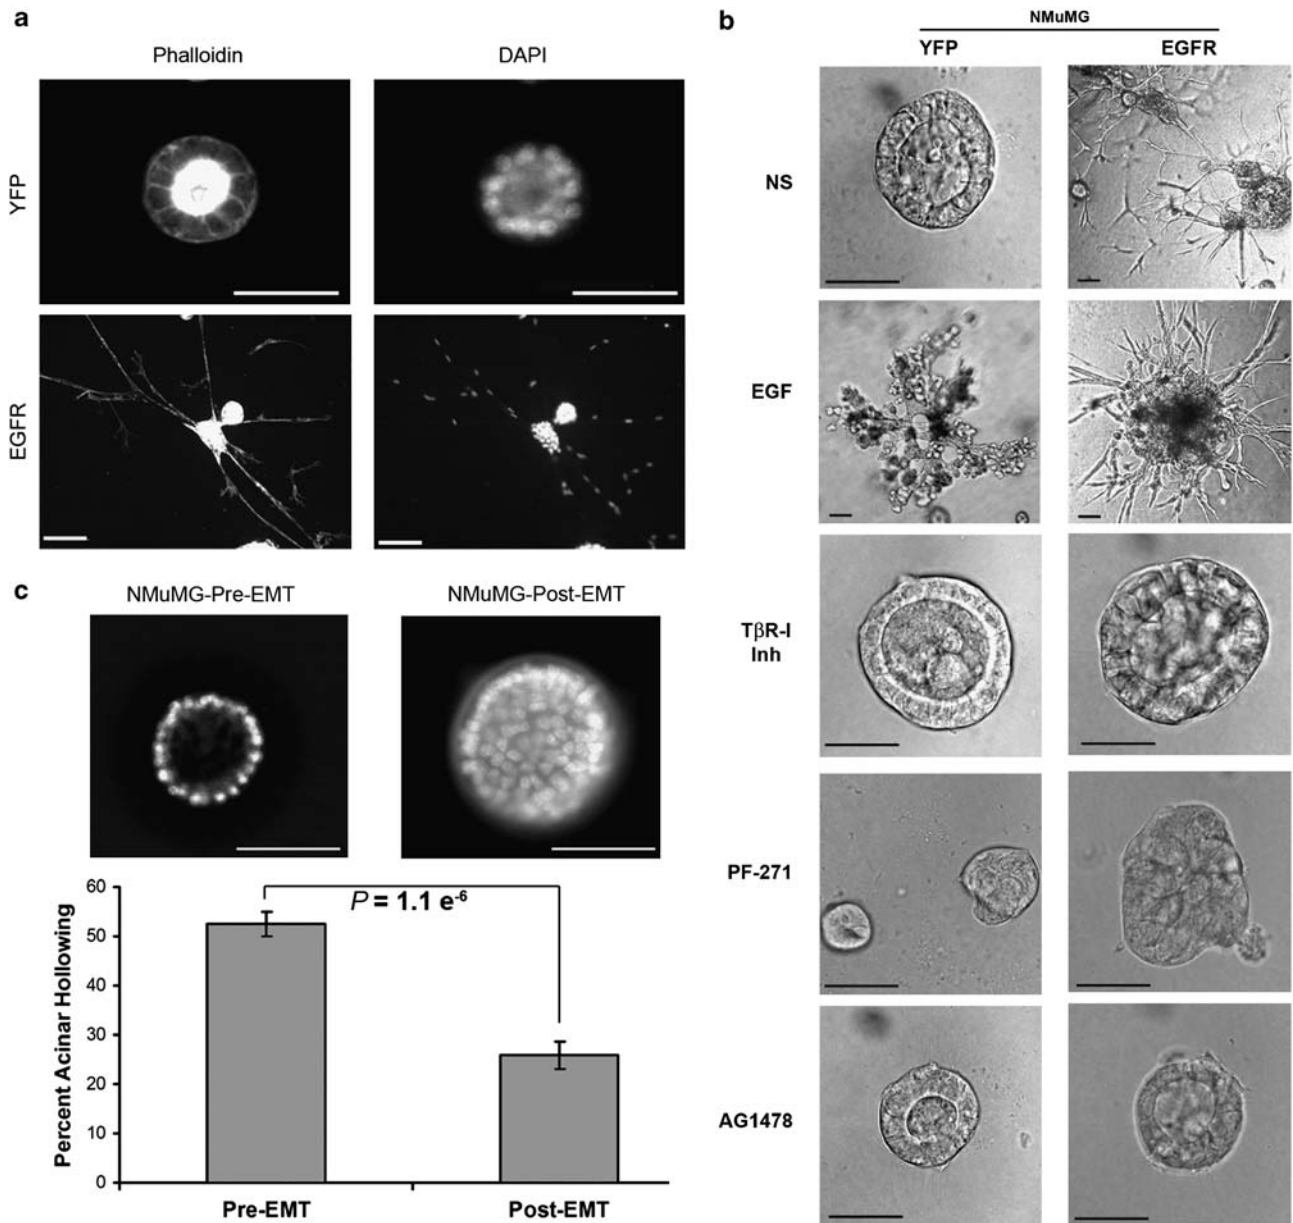 a
Phalloidin
DAPI
YFP
EGFR
b
NMuMG
YFP
EGFR
NS
EGF
TβR-I
Inh
PF-271
AG1478
c
NMuMG-Pre-EMT
NMuMG-Post-EMT
P = 1.1 e-6
Percent Acinar Hollowing
60
50
40
30
20
10
0
Pre-EMT
Post-EMT